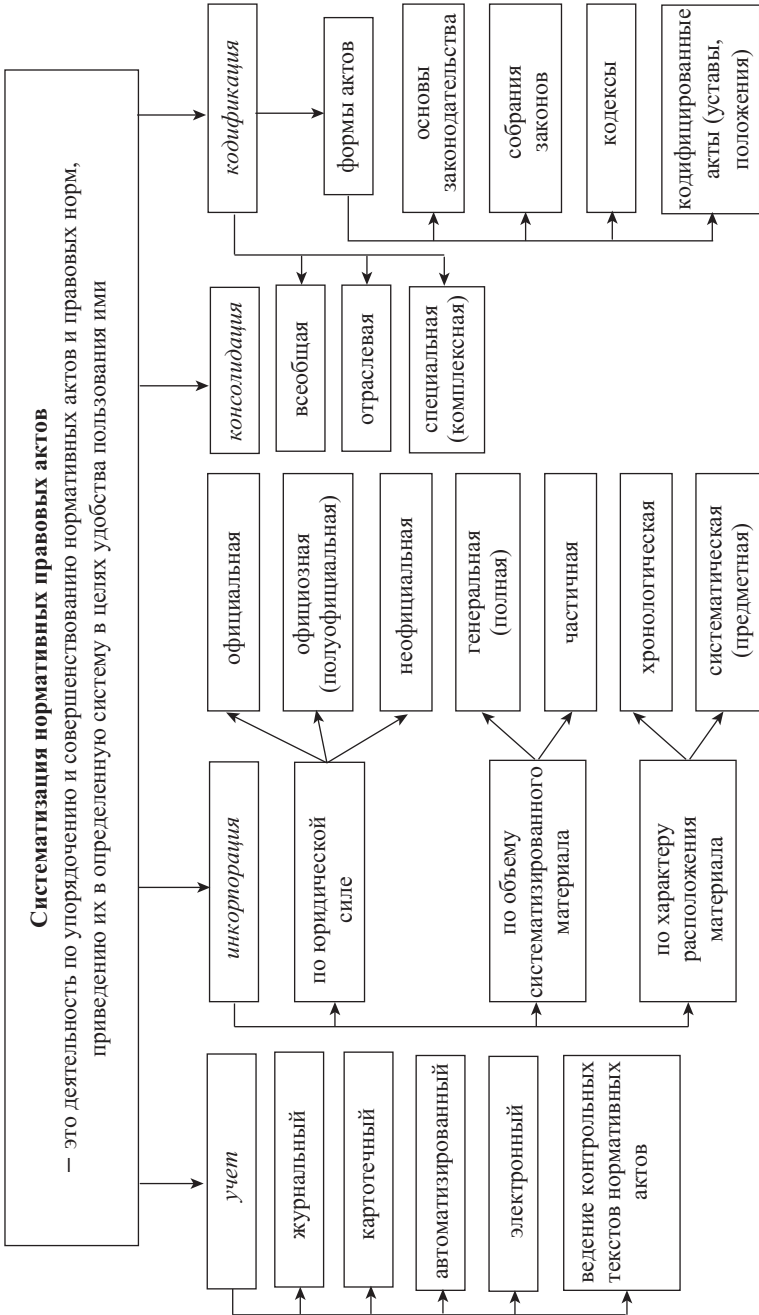 Систематизация нормативных правовых актов
– это деятельность по упорядочению и совершенствованию нормативных актов и правовых норм,
приведению их в определенную систему в целях удобства пользования ими
учет
журнальный
картотечный
автоматизированный
электронный
ведение контрольных
текстов нормативных
актов
инкорпорация
по юридической
силе
официальная
официозная
(полуофициальная)
неофициальная
по объему
систематизированного
материала
генеральная
(полная)
частичная
по характеру
расположения
материала
хронологическая
систематическая
(предметная)
консолидация
кодификация
всеобщая
отраслевая
специальная
(комплексная)
формы актов
основы
законодательства
собрания
законов
кодексы
кодифицированные
акты (уставы,
положения)